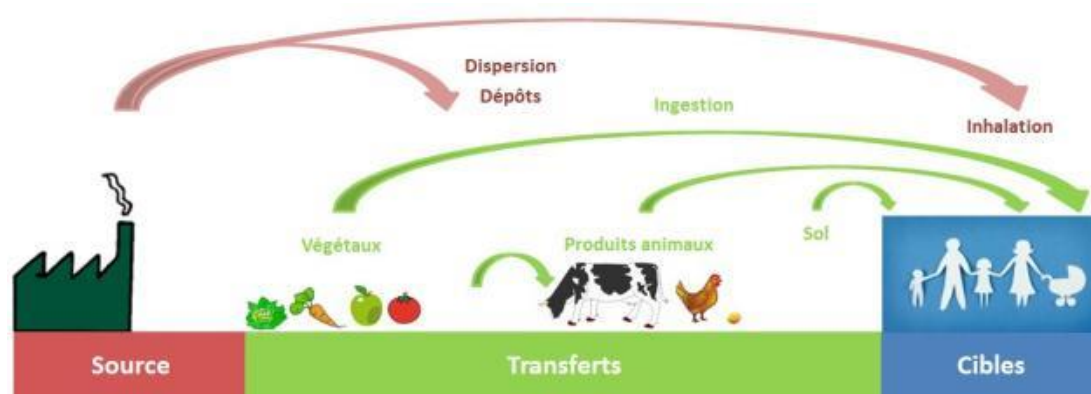 Dispersion
Dépôts
Ingestion
Inhalation
Végétaux
Produits animaux
Sol
Source
Transferts
Cibles